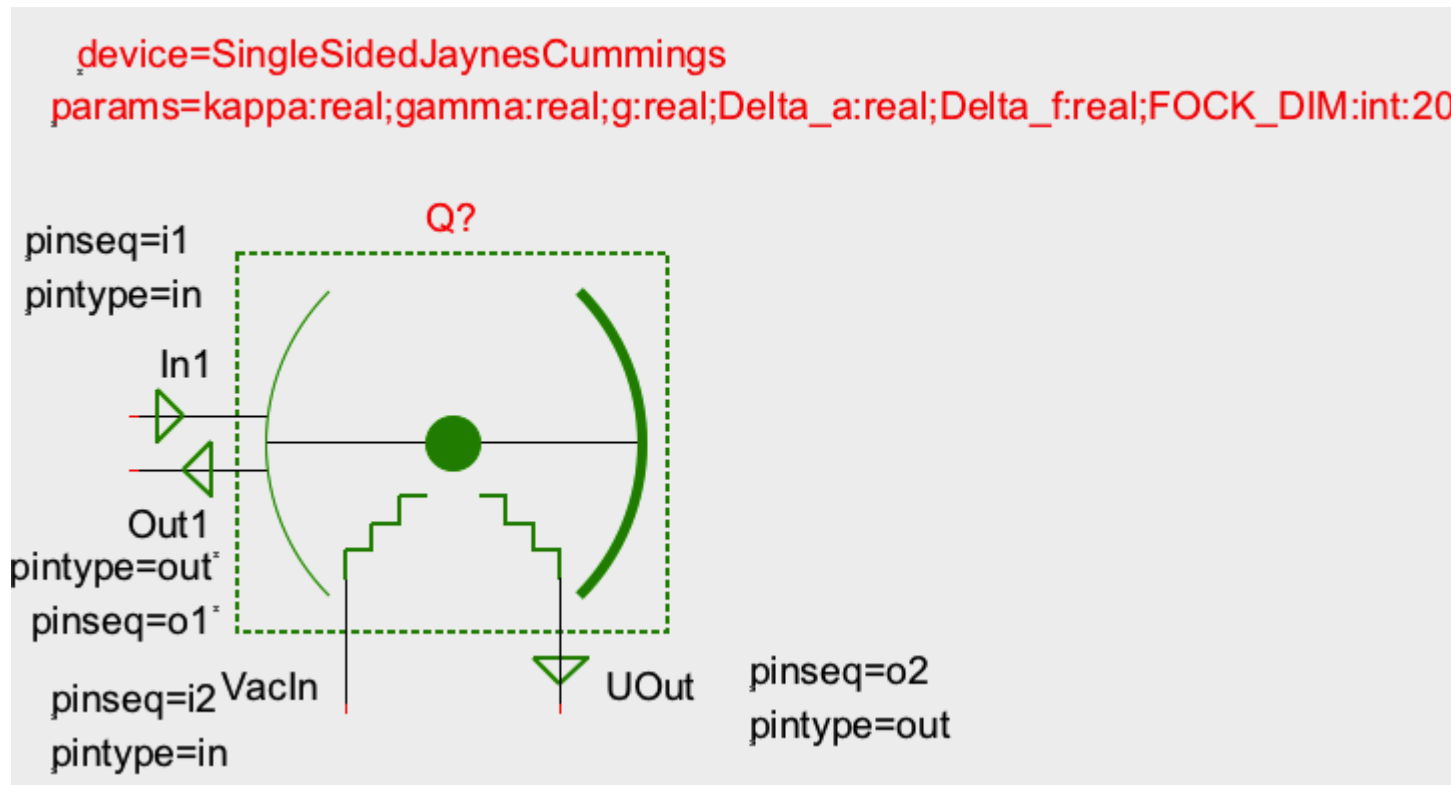 device=SingleSidedJaynesCummings
params=kappa:real;gamma:real;g:real;Delta_a:real;Delta_f:real;FOCK_DIM:int:20
Q?
pinseq=i1
pintype=in
In1
Out1
pintype=out
pinseq=o1
pinseq=i2
VacIn
pintype=in
UOut
pinseq=o2
pintype=out